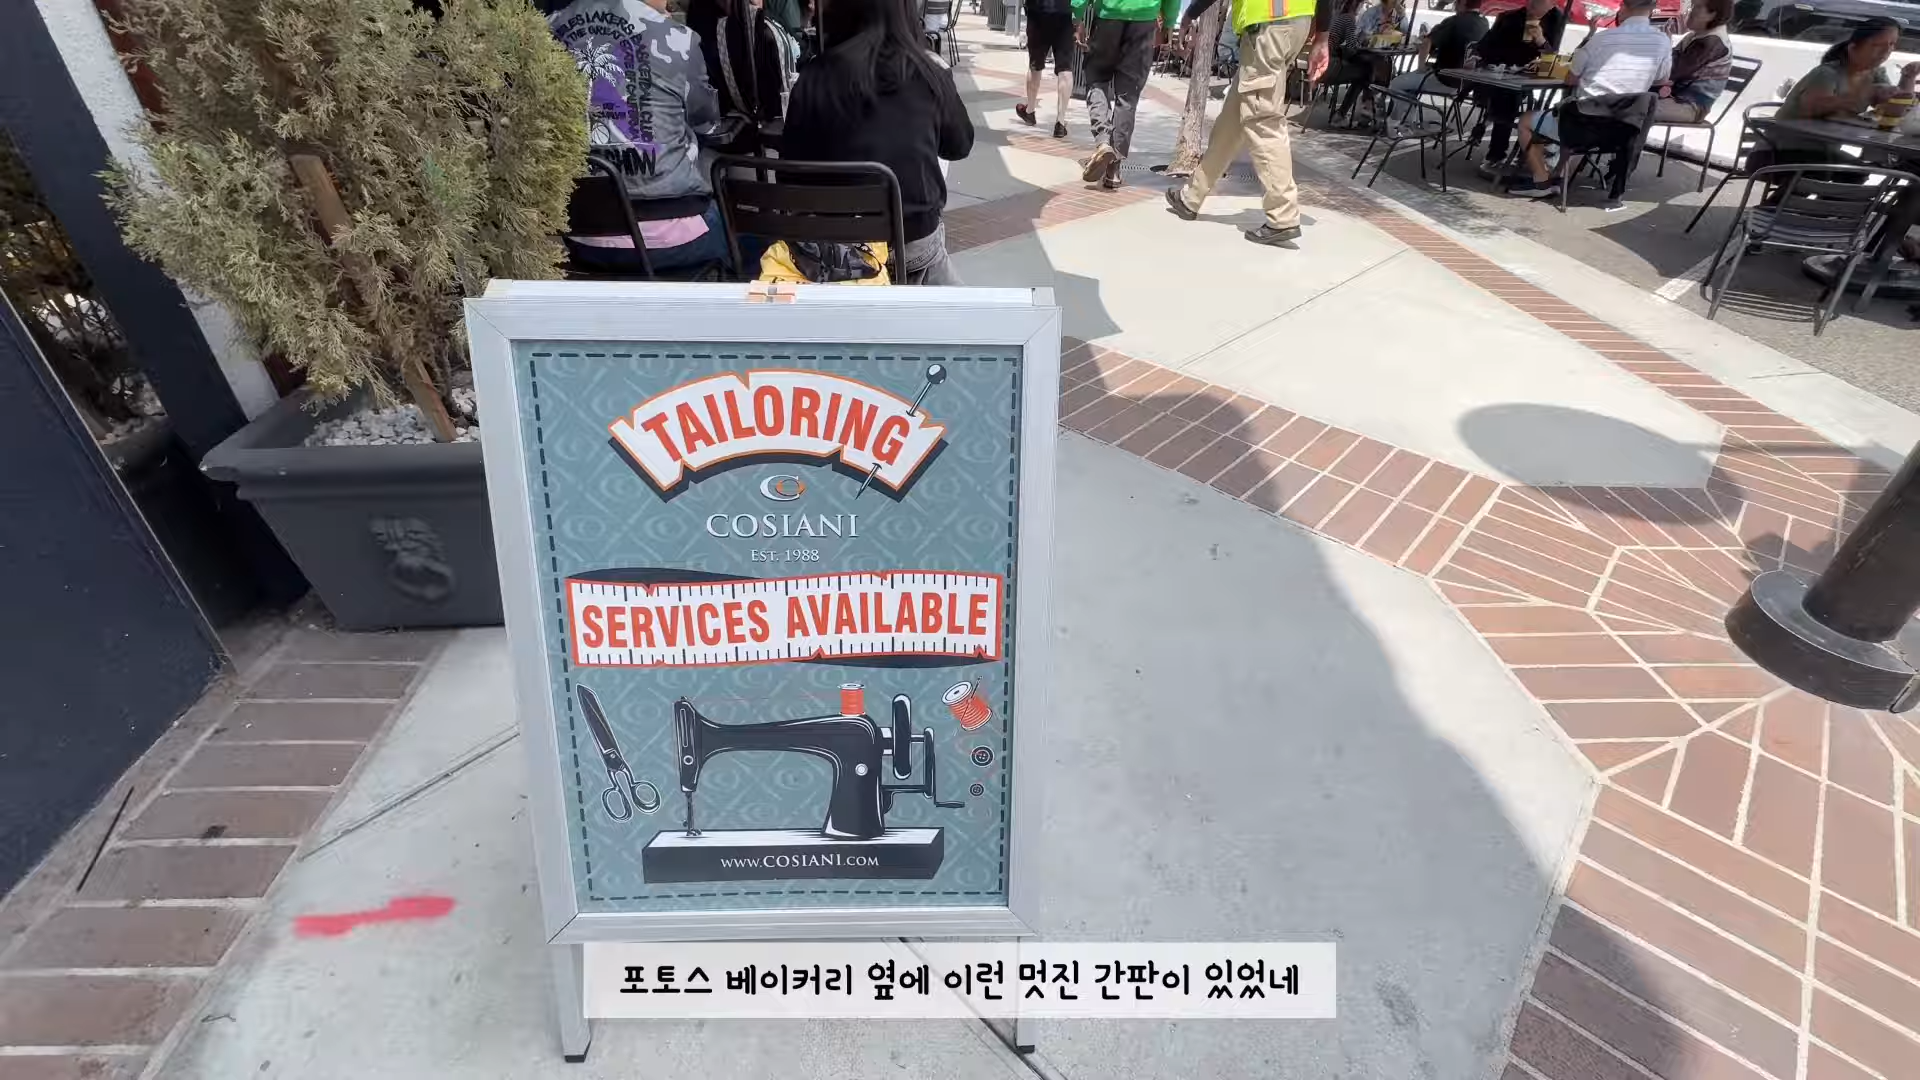 TAILORING
COSIANI
EST. 1988
SERVICES AVAILABLE
WWW.COSIANI.COM
포토스 베이커리 옆에 이런 멋진 간판이 있었네